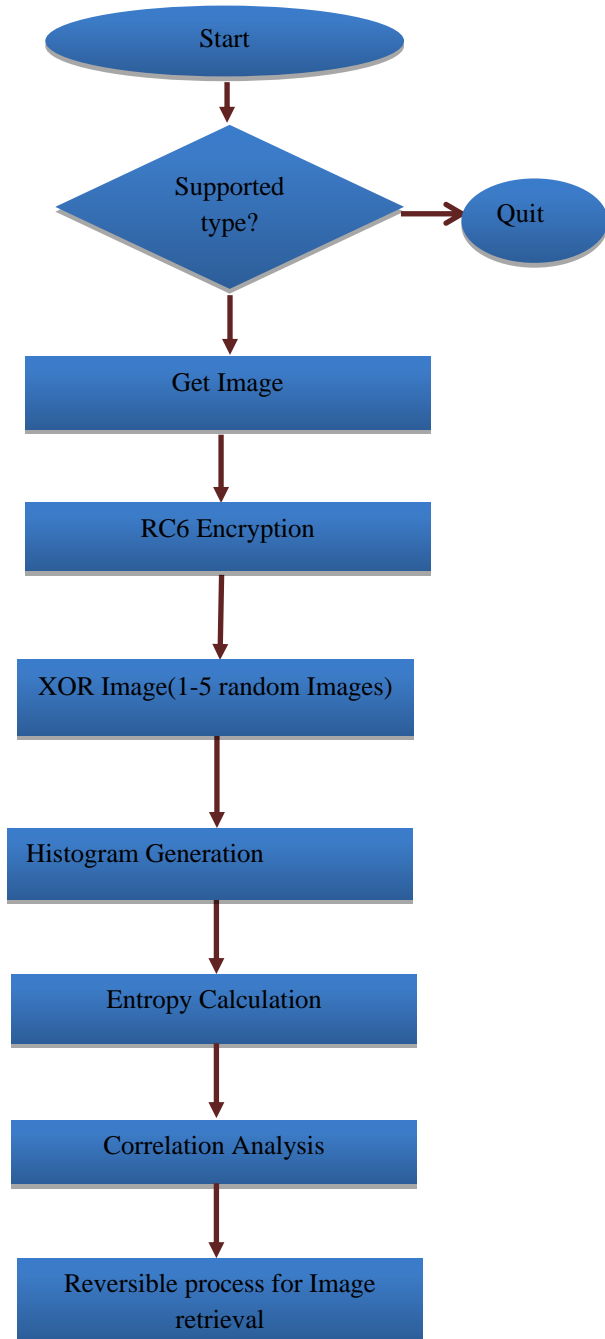 Start
Supported
type?
Quit
Get Image
RC6 Encryption
XOR Image(1-5 random Images)
Histogram Generation
Entropy Calculation
Correlation Analysis
Reversible process for Image
retrieval